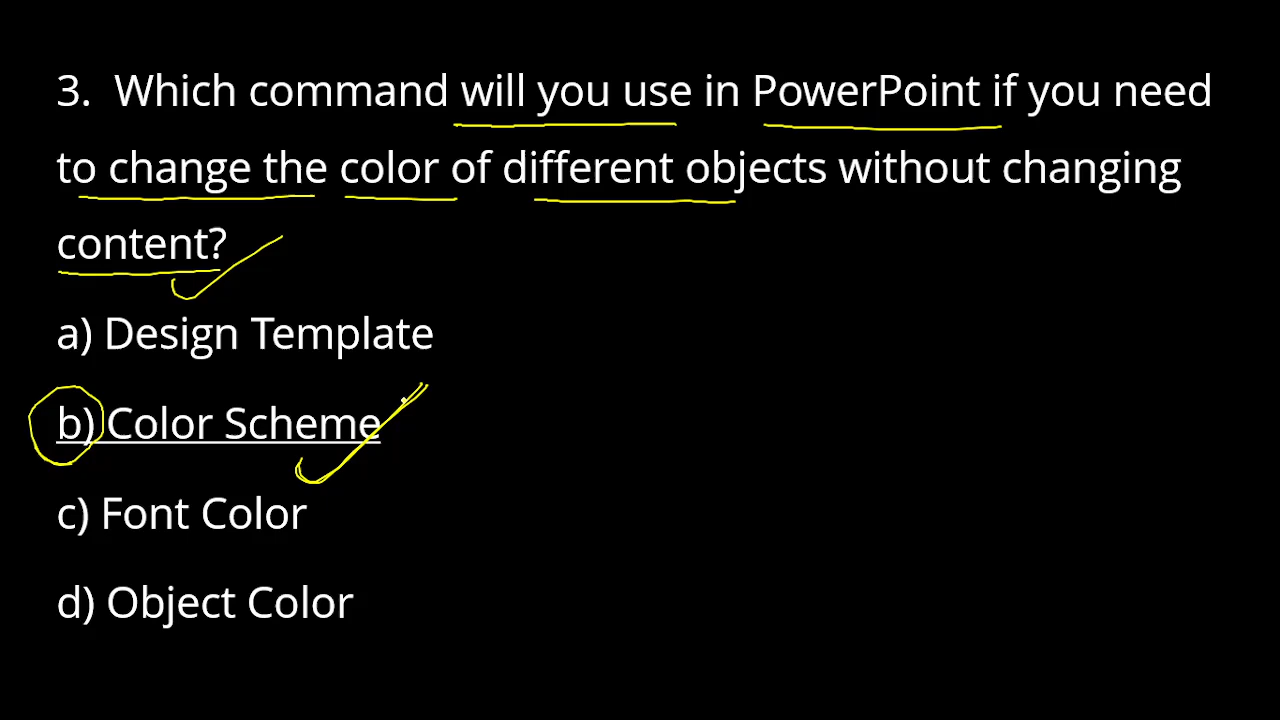 3. Which command will you use in PowerPoint if you need
to change the color of different objects without changing
content?
a) Design Template
b) Color Scheme
c) Font Color
d) Object Color